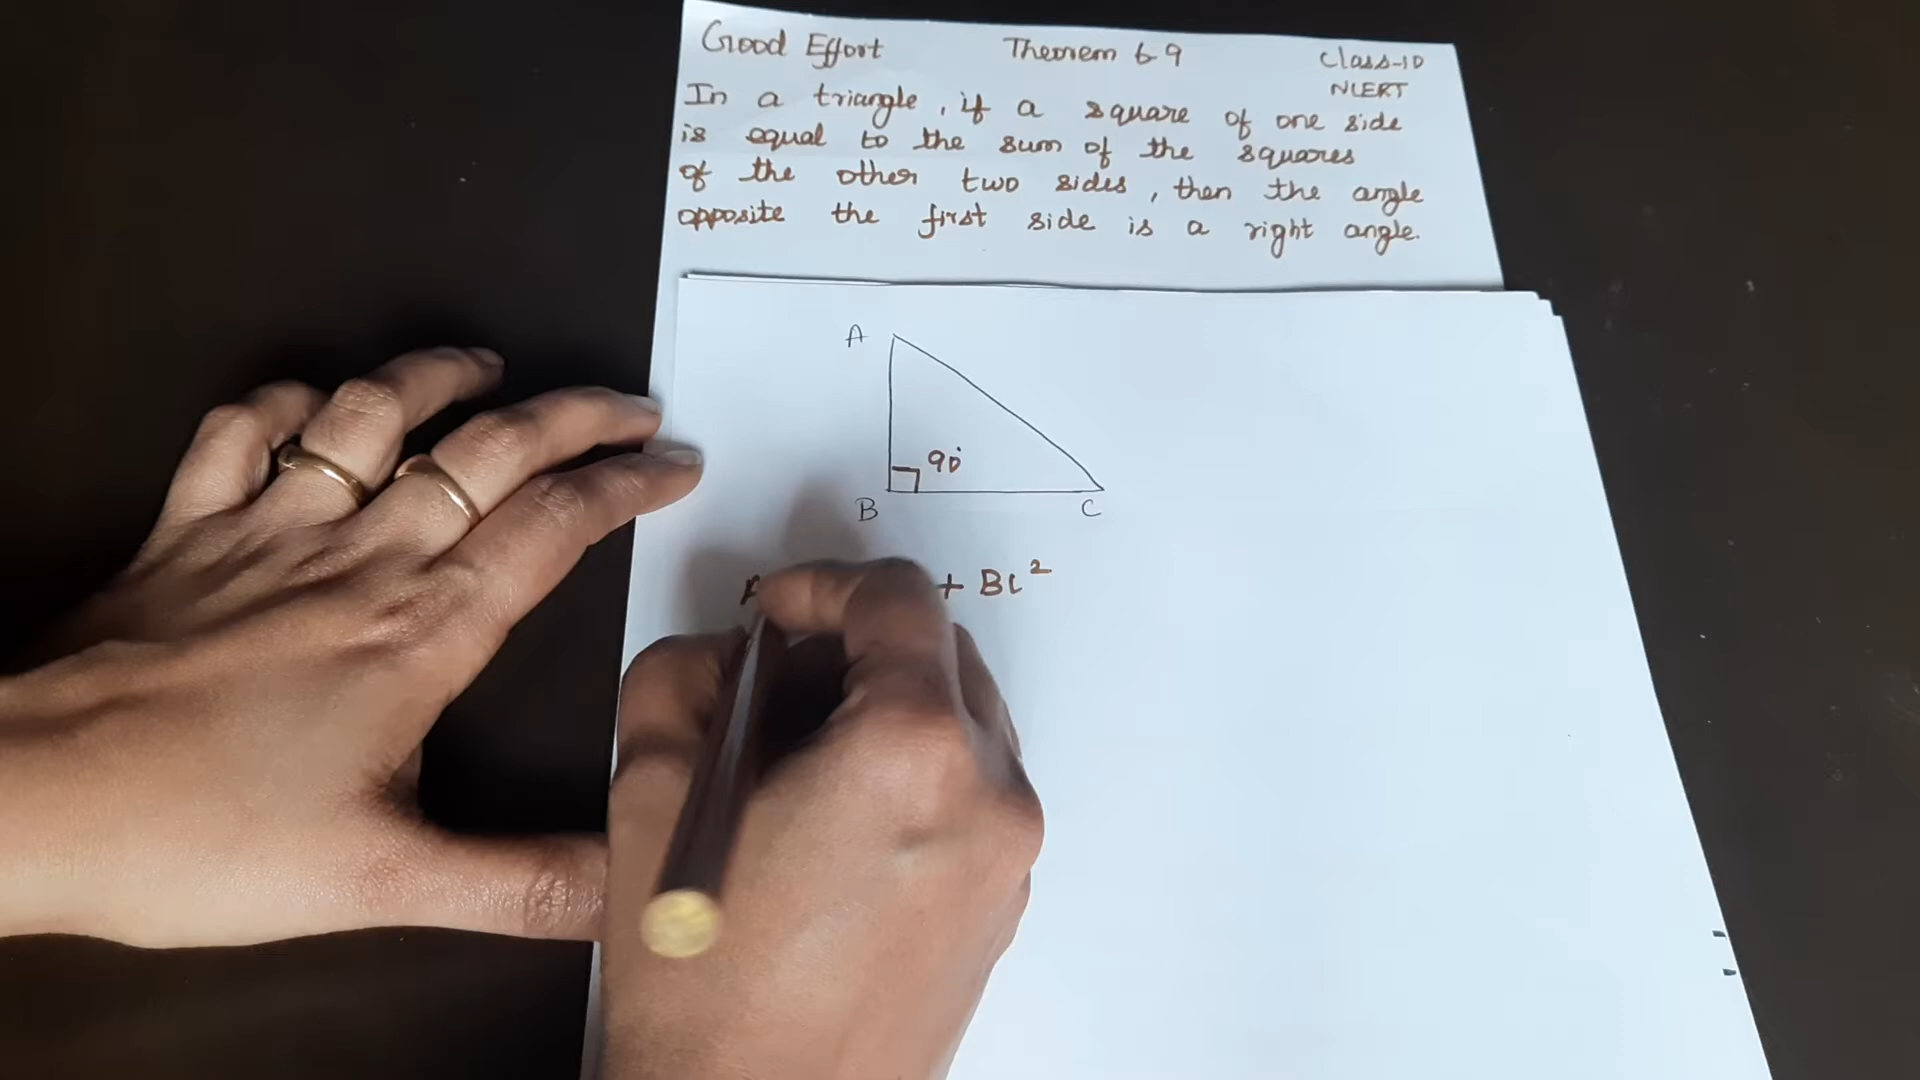 Good Effort Theorem 6.9 Class-10
NCERT
In a triangle, if a square of one side
is equal to the sum of the squares
of the other two sides, then the angle
opposite the first side is a right angle.
A
90°
B C
+ BC²